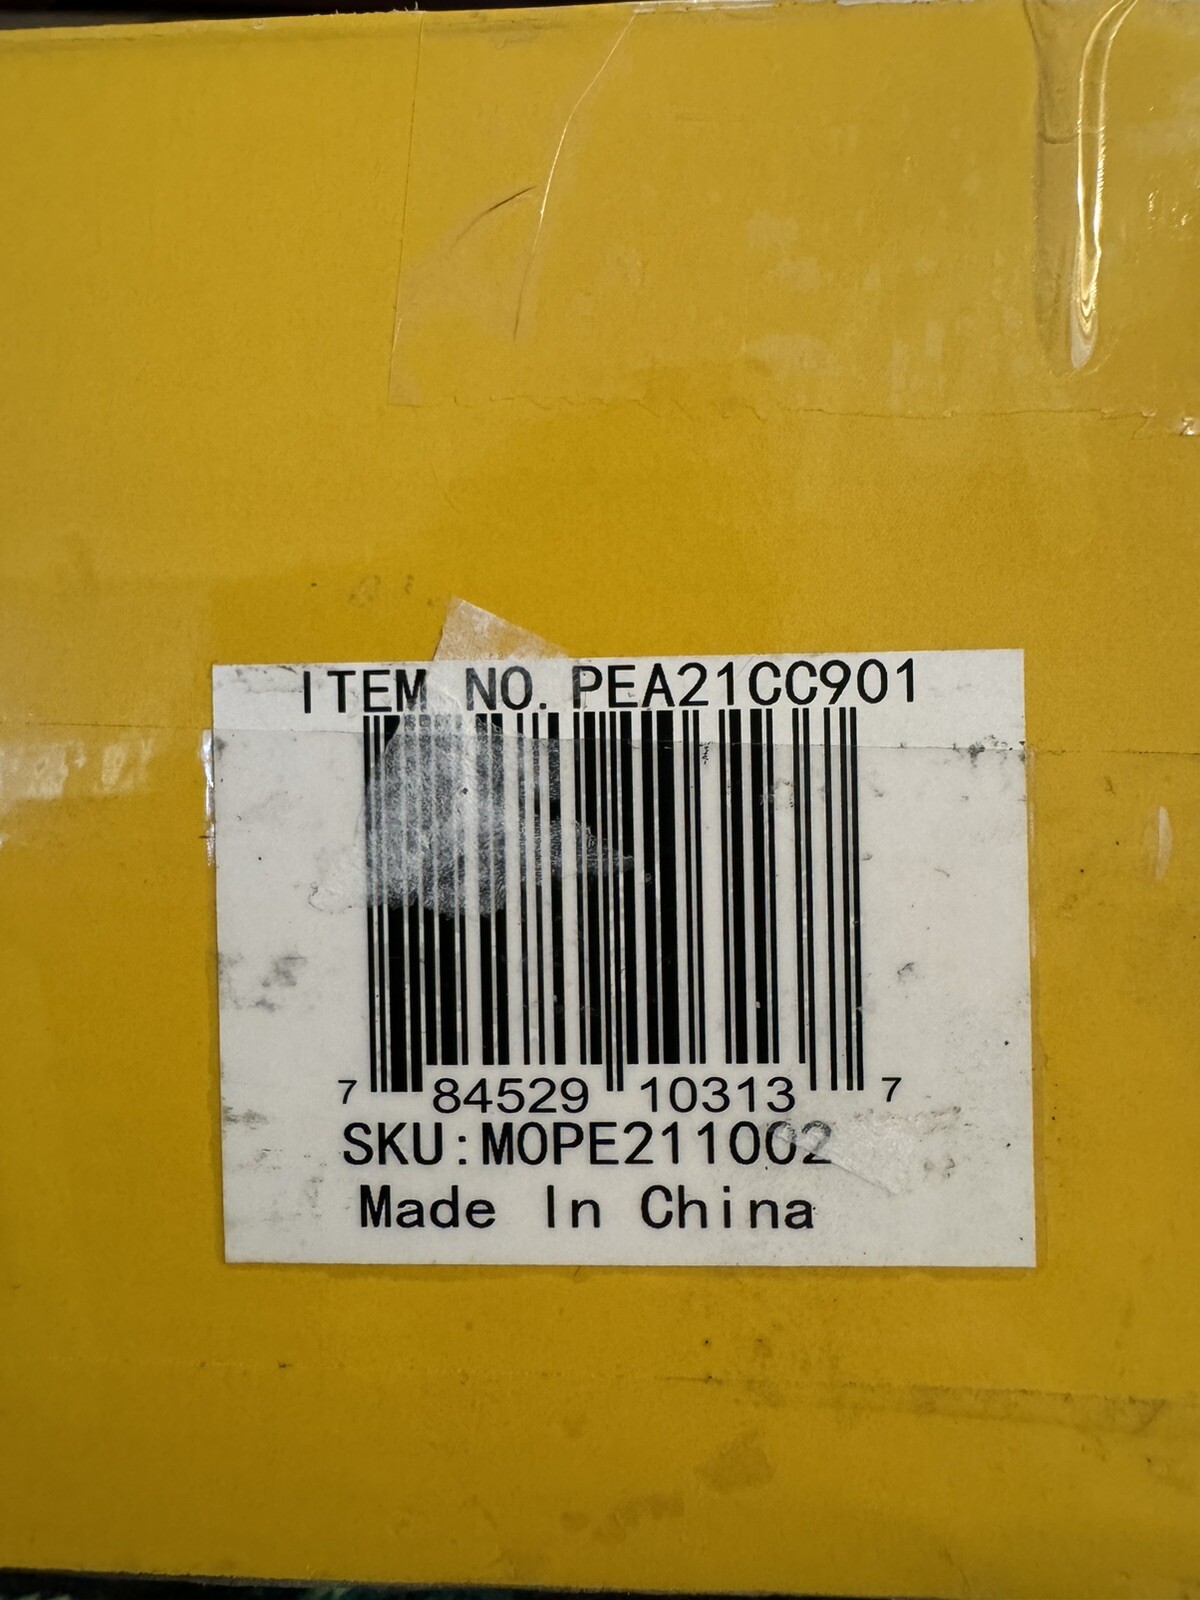 ITEM NO. PEA21CC901
7 84529 10313 7
SKU:MOPE211002
Made In China